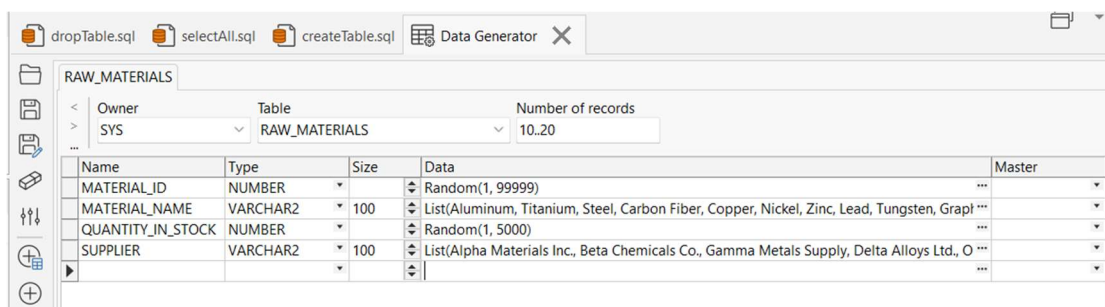 dropTable.sql selectAll.sql createTable.sql Data Generator
RAW_MATERIALS
Owner Table Number of records
SYS RAW_MATERIALS 10..20
Name Type Size Data Master
MATERIAL_ID NUMBER Random(1, 99999)
MATERIAL_NAME VARCHAR2 100 List(Aluminum, Titanium, Steel, Carbon Fiber, Copper, Nickel, Zinc, Lead, Tungsten, Grapl
QUANTITY_IN_STOCK NUMBER Random(1, 5000)
SUPPLIER VARCHAR2 100 List(Alpha Materials Inc., Beta Chemicals Co., Gamma Metals Supply, Delta Alloys Ltd., O